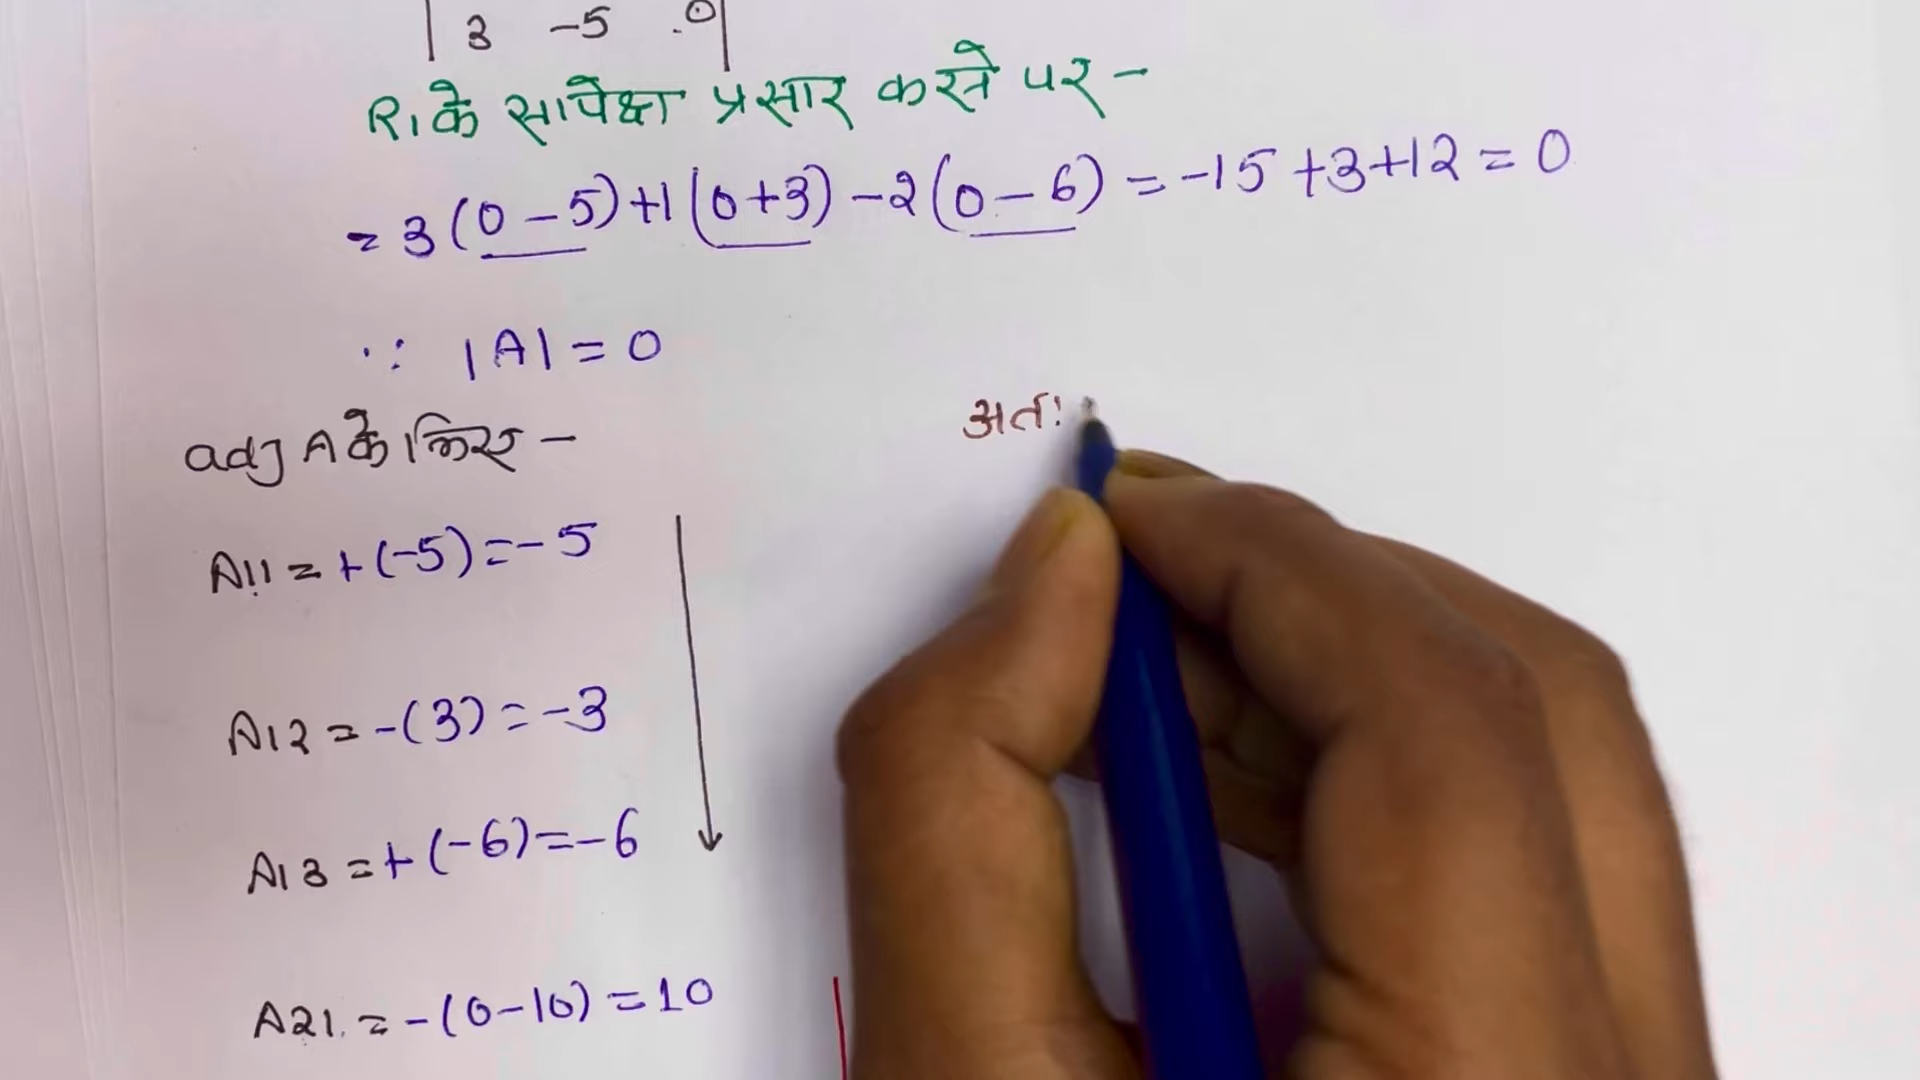 | 3 -5 0 |
R1 के सापेक्ष प्रसार करते पर -
= 3(0-5)+1(0+3)-2(0-6) = -15+3+12 = 0
∵ |A| = 0
adj A के लिए -
अतः
A11 = +(-5) = -5
A12 = -(3) = -3
A13 = +(-6) = -6
A21. = -(0-10) = 10